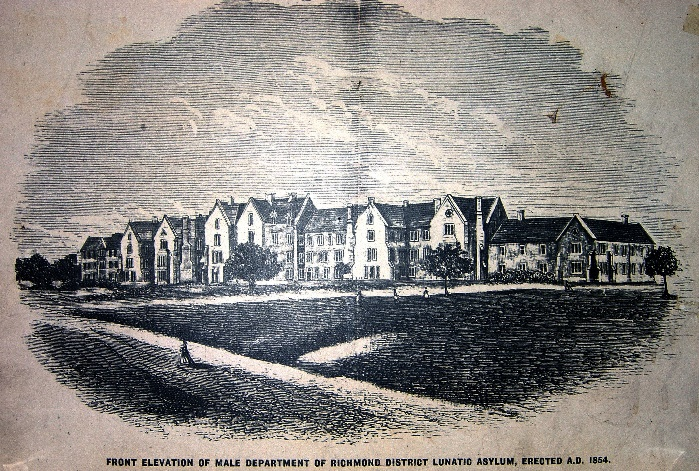 FRONT ELEVATION OF MALE DEPARTMENT OF RICHMOND DISTRICT LUNATIC ASYLUM, ERECTED A.D. 1854.